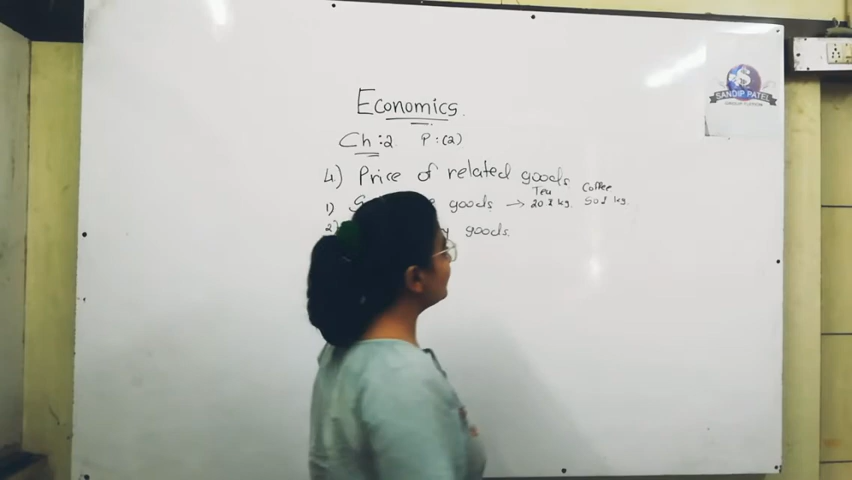 Economics.
Ch:2 P:(2)
4) Price of related goods
Tea Coffee
1) goods → 20 ₹ kg. 50 ₹ kg.
2) y goods.
SANDIP PATEL
GROUP TUITION